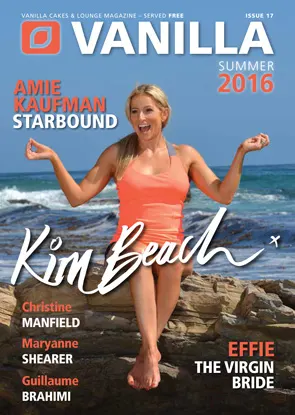 VANILLA CAKES & LOUNGE MAGAZINE – SERVED FREE
ISSUE 17
VANILLA
SUMMER
2016
AMIE
KAUFMAN
STARBOUND
Kim Beach x
Christine
MANFIELD
Maryanne
SHEARER
Guillaume
BRAHIMI
EFFIE
THE VIRGIN
BRIDE